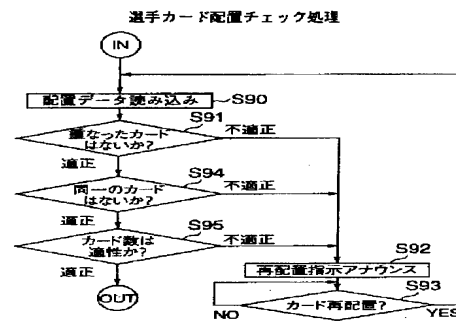 選手カード配置チェック処理
IN
配置データ読み込み
S90
S91
重なったカード
はないか?
不適正
適正
S94
同一のカード
はないか?
不適正
適正
S95
カード数は
適性か?
不適正
適正
OUT
S92
再配置指示アナウンス
S93
カード再配置?
NO
YES